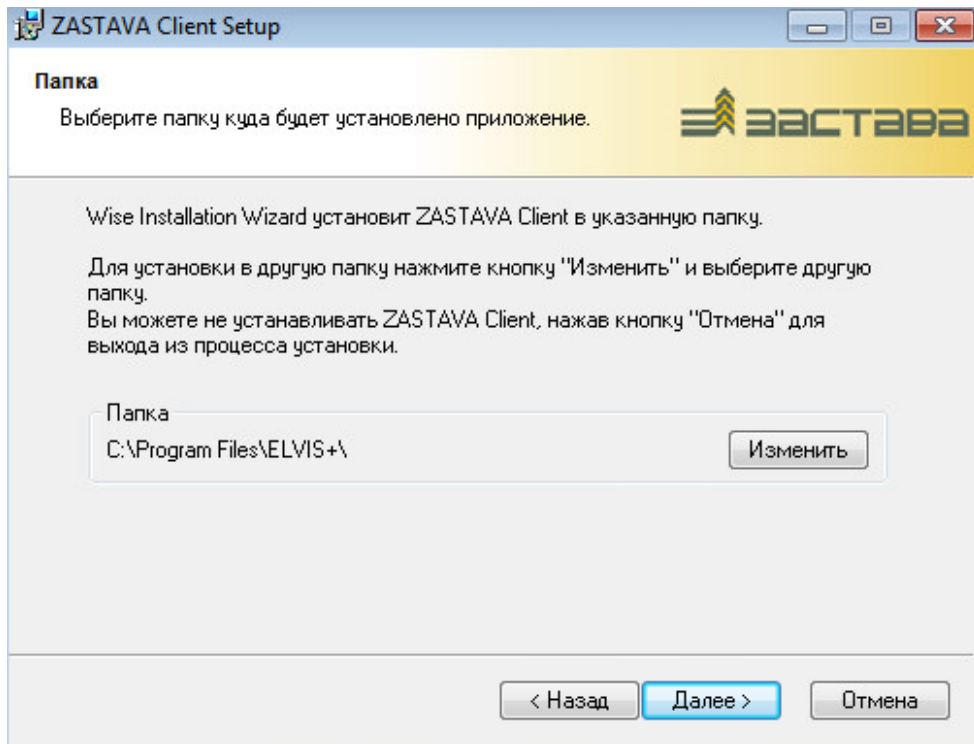 ZASTAVA Client Setup
Папка
Выберите папку куда будет установлено приложение.
застава
Wise Installation Wizard установит ZASTAVA Client в указанную папку.
Для установки в другую папку нажмите кнопку "Изменить" и выберите другую
папку.
Вы можете не устанавливать ZASTAVA Client, нажав кнопку "Отмена" для
выхода из процесса установки.
Папка
C:\Program Files\ELVIS+\
Изменить
< Назад
Далее >
Отмена